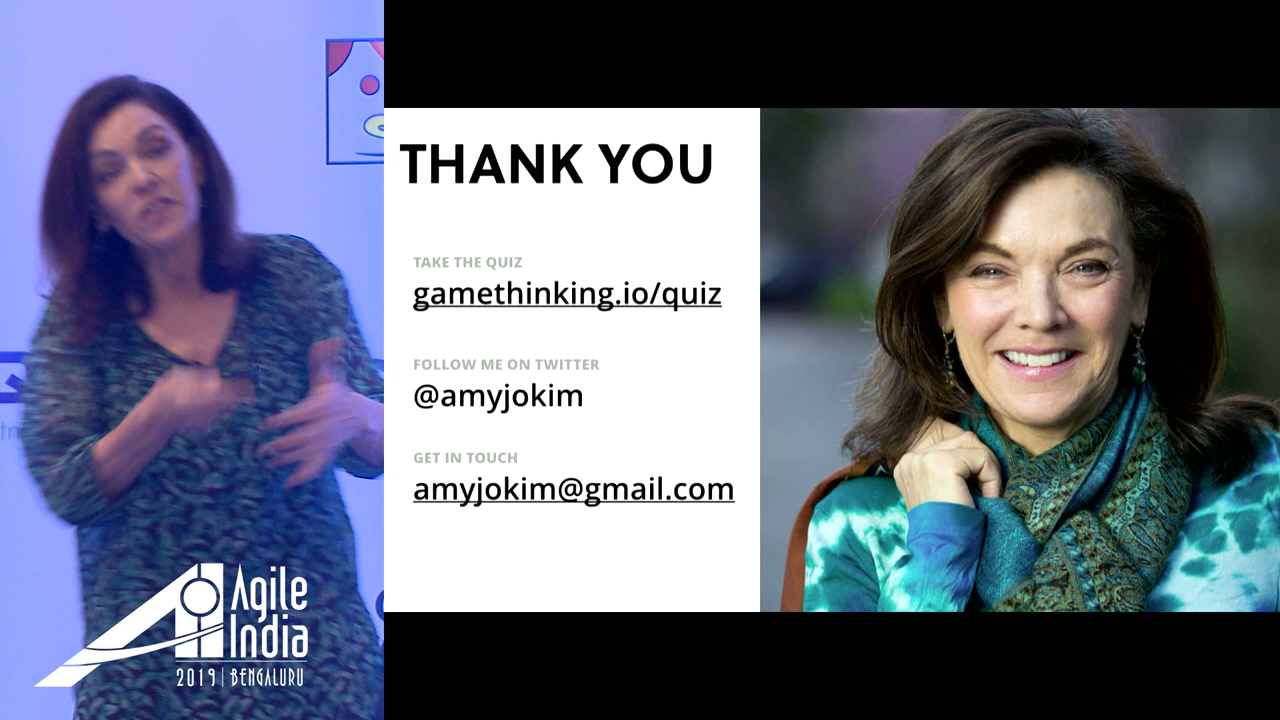 THANK YOU
TAKE THE QUIZ
gamethinking.io/quiz
FOLLOW ME ON TWITTER
@amyjokim
GET IN TOUCH
amyjokim@gmail.com
Agile
India
2019 | BENGALURU